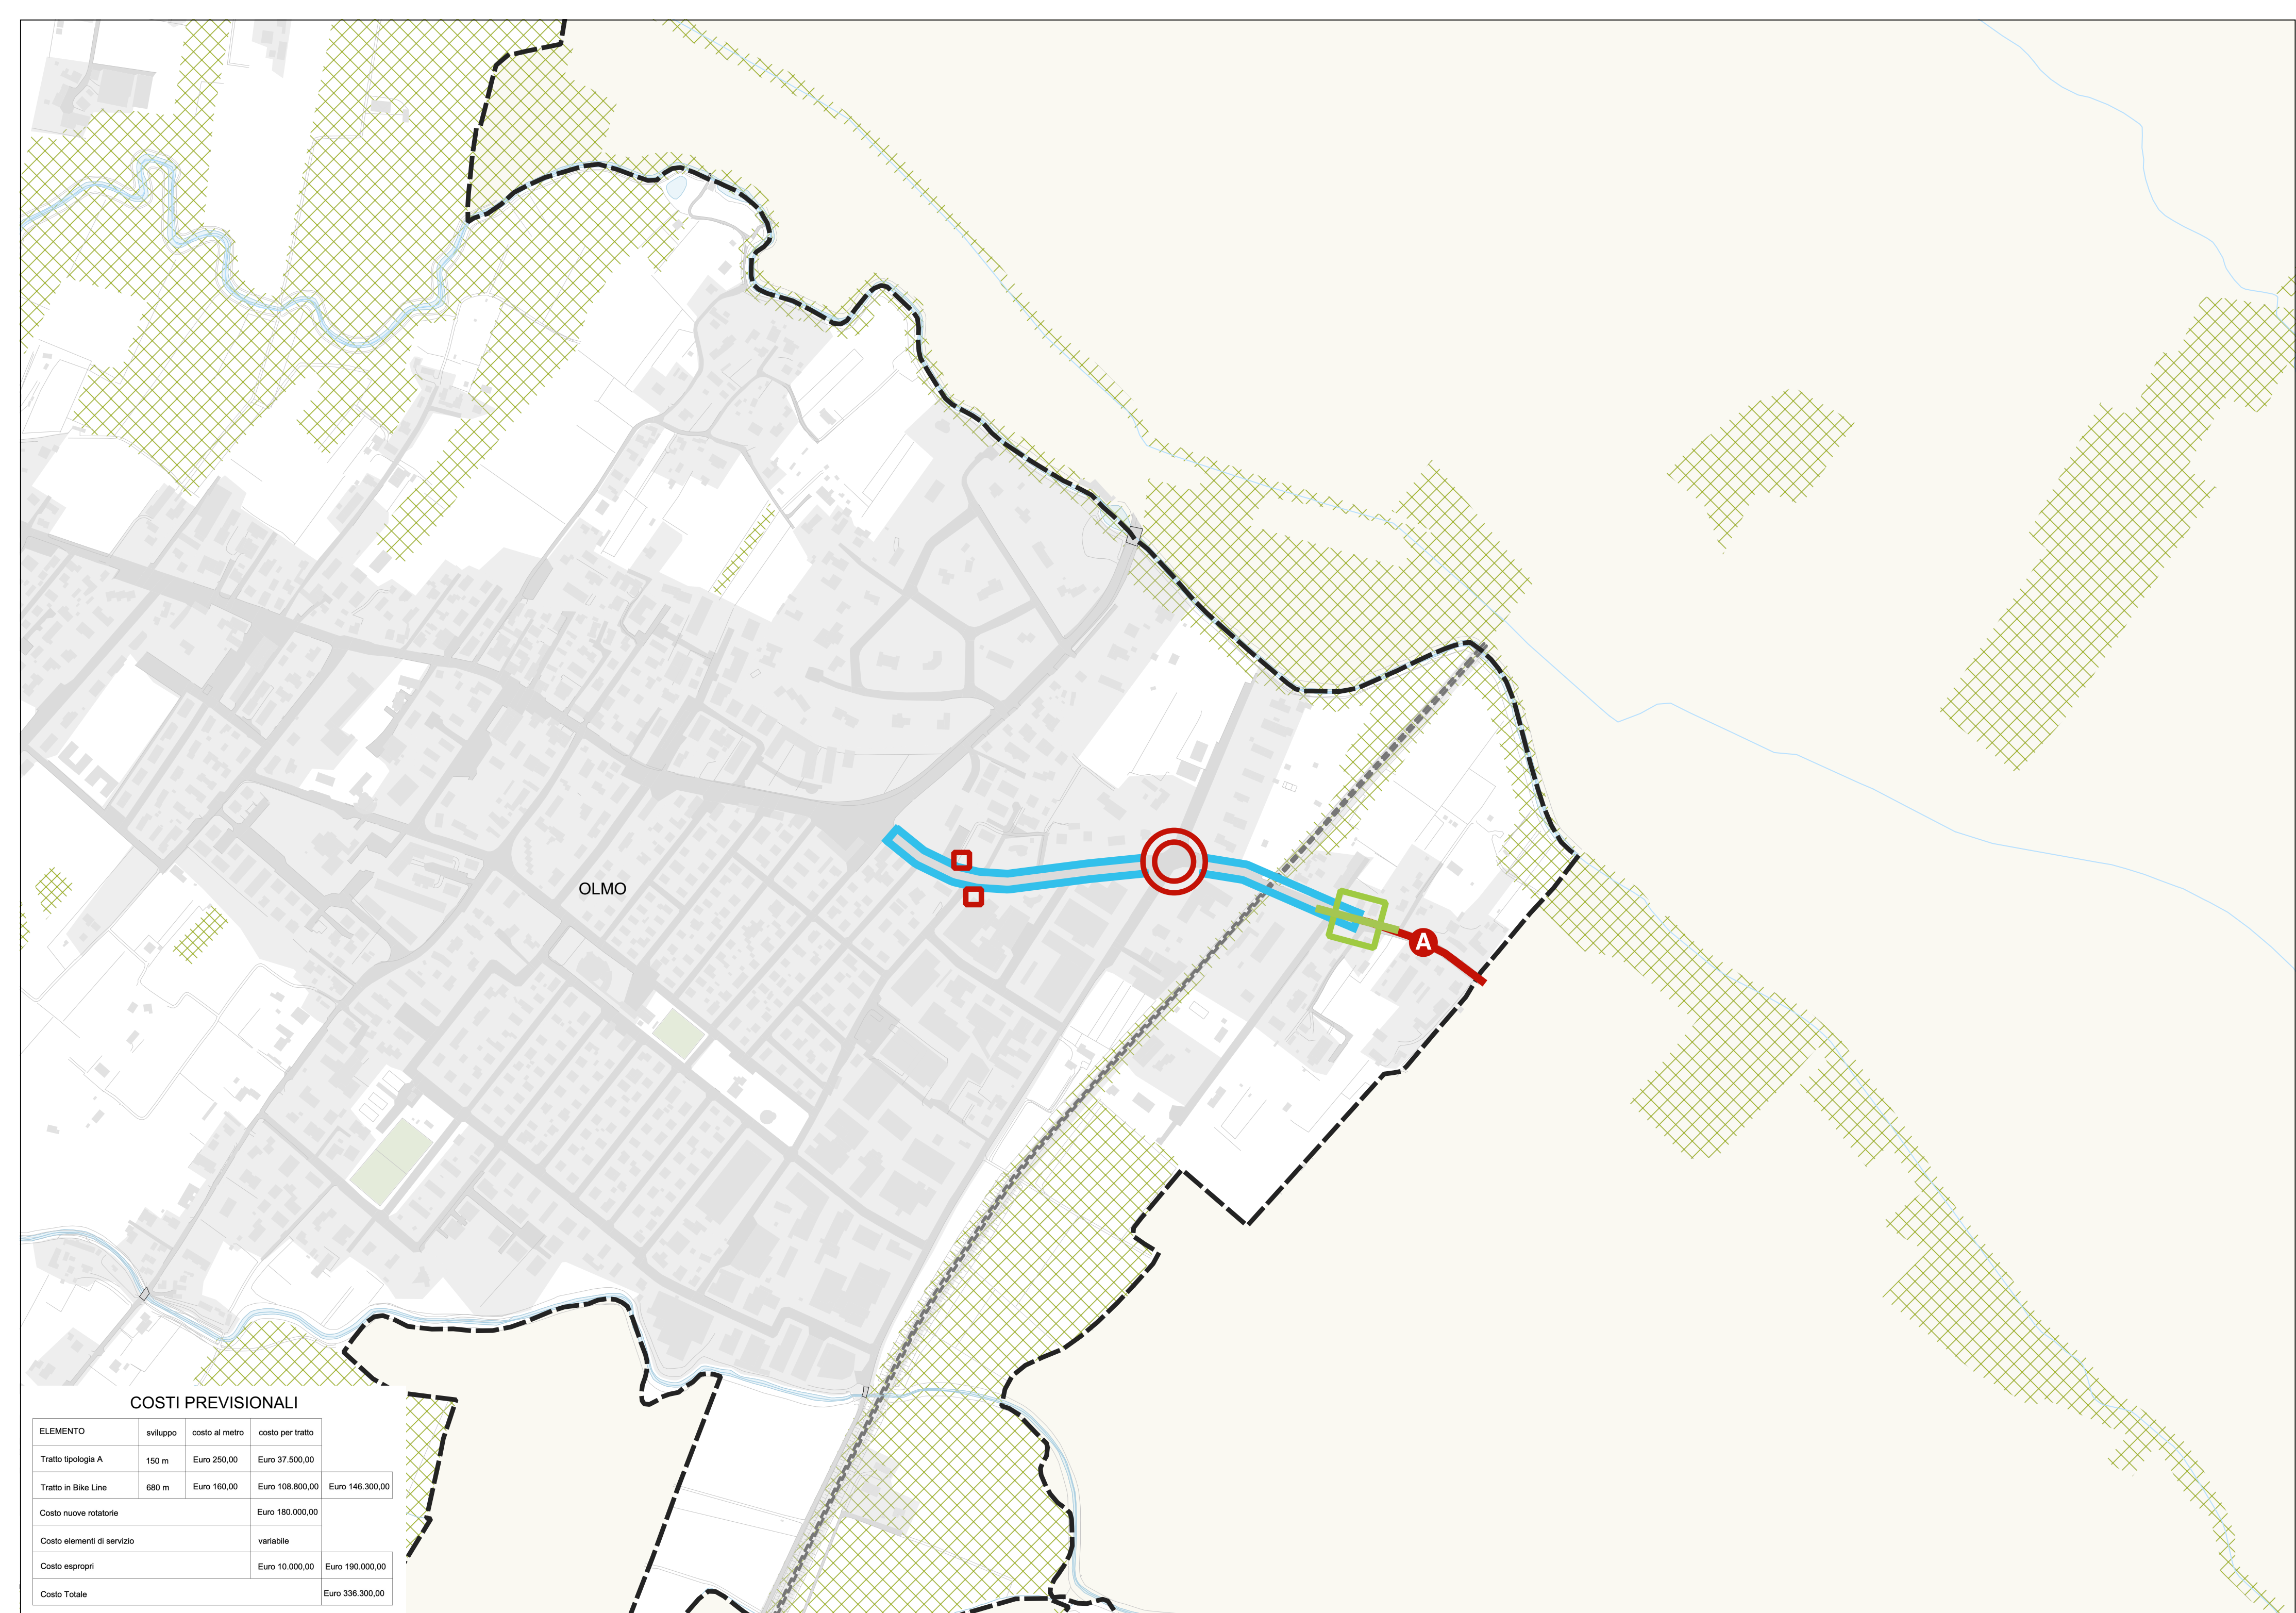 OLMO
A
COSTI PREVISIONALI
ELEMENTO sviluppo costo al metro costo per tratto
Tratto tipologia A 150 m Euro 250,00 Euro 37.500,00
Tratto in Bike Line 680 m Euro 160,00 Euro 108.800,00 Euro 146.300,00
Costo nuove rotatorie Euro 180.000,00
Costo elementi di servizio variabile
Costo espropri Euro 10.000,00 Euro 190.000,00
Costo Totale Euro 336.300,00